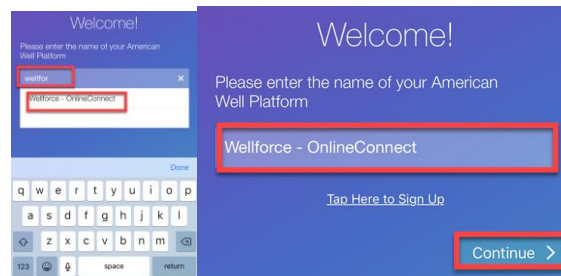 Welcome!
Please enter the name of your American
Well Platform
wellfor
Wellforce - OnlineConnect
Done
q w e r t y u i o p
a s d f g h j k l
z x c v b n m
123 space return
Welcome!
Please enter the name of your American
Well Platform
Wellforce - OnlineConnect
Tap Here to Sign Up
Continue